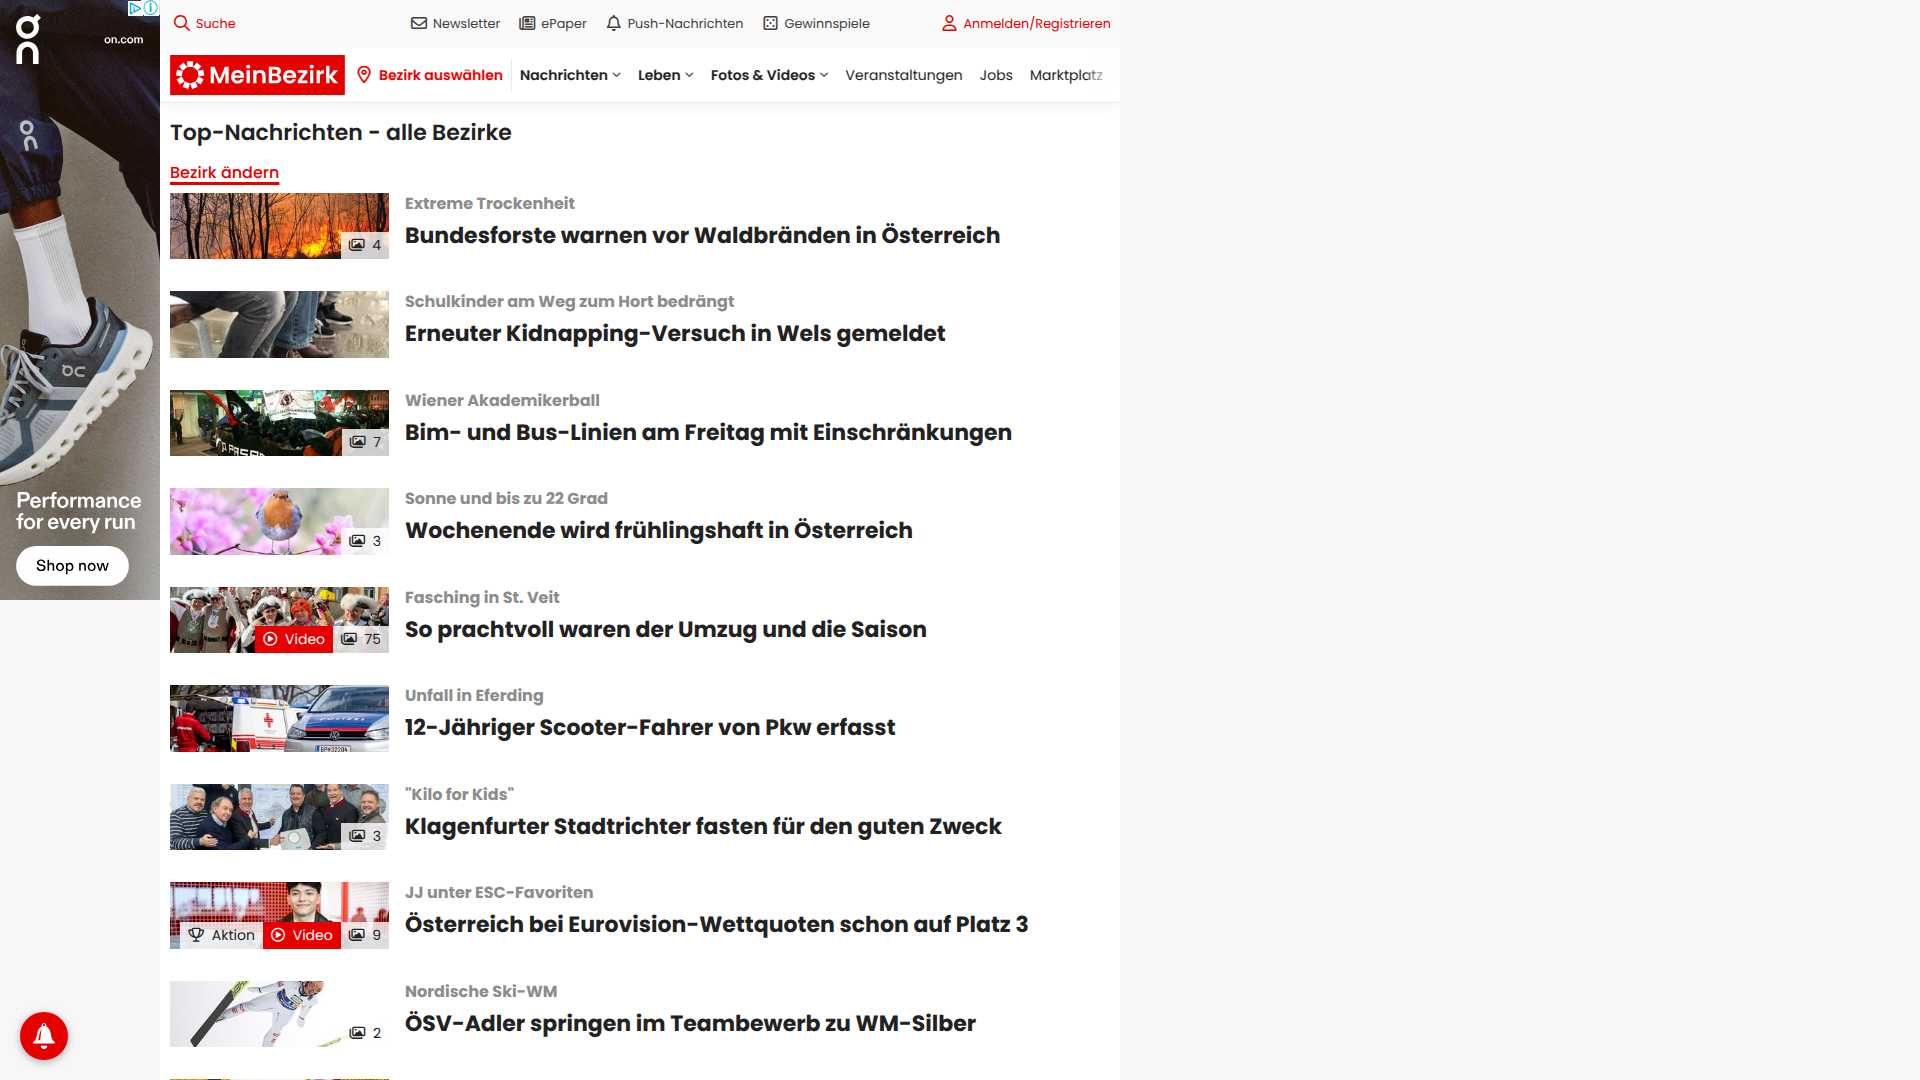 Suche
Newsletter
ePaper
Push-Nachrichten
Gewinnspiele
Anmelden/Registrieren
MeinBezirk
Bezirk auswählen
Nachrichten
Leben
Fotos & Videos
Veranstaltungen
Jobs
Marktplatz
on
on.com
on
on
Performance
for every run
Shop now
Top-Nachrichten - alle Bezirke
Bezirk ändern
4
Extreme Trockenheit
Bundesforste warnen vor Waldbränden in Österreich
Schulkinder am Weg zum Hort bedrängt
Erneuter Kidnapping-Versuch in Wels gemeldet
7
Wiener Akademikerball
Bim- und Bus-Linien am Freitag mit Einschränkungen
3
Sonne und bis zu 22 Grad
Wochenende wird frühlingshaft in Österreich
Video
75
Fasching in St. Veit
So prachtvoll waren der Umzug und die Saison
Unfall in Eferding
12-Jähriger Scooter-Fahrer von Pkw erfasst
3
"Kilo for Kids"
Klagenfurter Stadtrichter fasten für den guten Zweck
Aktion
Video
9
JJ unter ESC-Favoriten
Österreich bei Eurovision-Wettquoten schon auf Platz 3
2
Nordische Ski-WM
ÖSV-Adler springen im Teambewerb zu WM-Silber